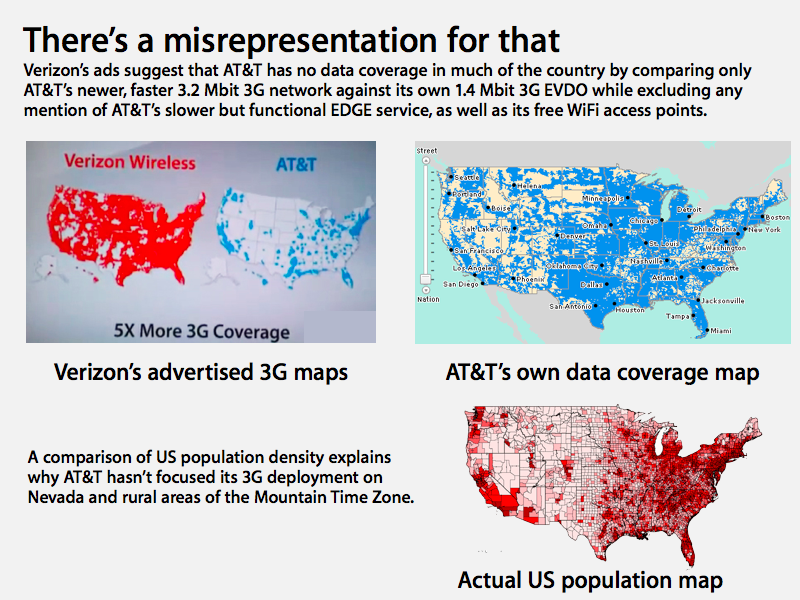 There's a misrepresentation for that
Verizon's ads suggest that AT&T has no data coverage in much of the country by comparing only
AT&T's newer, faster 3.2 Mbit 3G network against its own 1.4 Mbit 3G EVDO while excluding any
mention of AT&T's slower but functional EDGE service, as well as its free WiFi access points.
Verizon Wireless
AT&T
5X More 3G Coverage
Street
Seattle
Portland
Helena
Minneapolis
Boise
Detroit
Boston
Chicago
Salt Lake City
Omaha
Philadelphia
New York
Denver
San Francisco
St. Louis
Washington
Nashville
Los Angeles
Oklahoma City
Charlotte
Phoenix
Atlanta
San Diego
Dallas
Nation
Jacksonville
San Antonio
Houston
Tampa
Miami
Verizon's advertised 3G maps
AT&T's own data coverage map
A comparison of US population density explains
why AT&T hasn't focused its 3G deployment on
Nevada and rural areas of the Mountain Time Zone.
Actual US population map